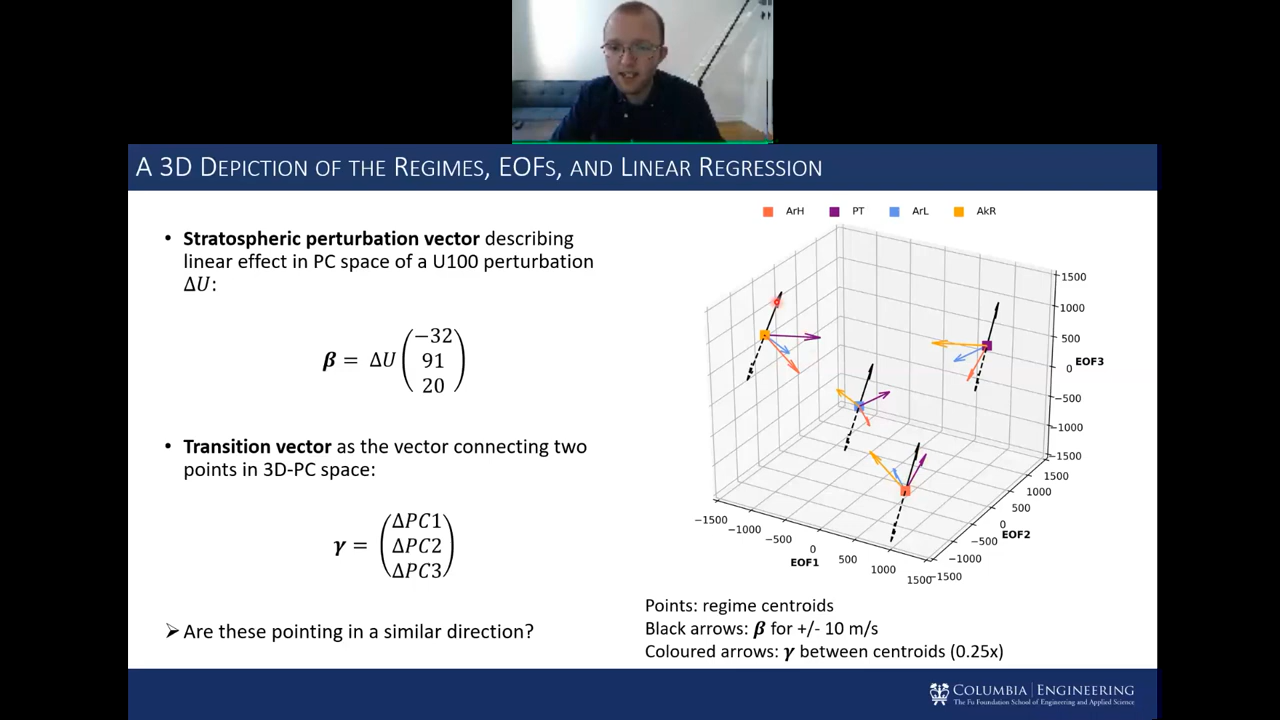 A 3D DEPICTION OF THE REGIMES, EOFS, AND LINEAR REGRESSION
• Stratospheric perturbation vector describing
linear effect in PC space of a U100 perturbation
ΔU:
β = ΔU
−32
91
20
• Transition vector as the vector connecting two
points in 3D-PC space:
γ =
ΔPC1
ΔPC2
ΔPC3
➢ Are these pointing in a similar direction?
ArH PT ArL AkR
1500
1000
500
0
−500
−1000
−1500
EOF3
1500
1000
500
0
−500
−1000
−1500
EOF2
−1500
−1000
−500
0
500
1000
1500
EOF1
Points: regime centroids
Black arrows: β for +/- 10 m/s
Coloured arrows: γ between centroids (0.25x)
COLUMBIA | ENGINEERING
The Fu Foundation School of Engineering and Applied Science